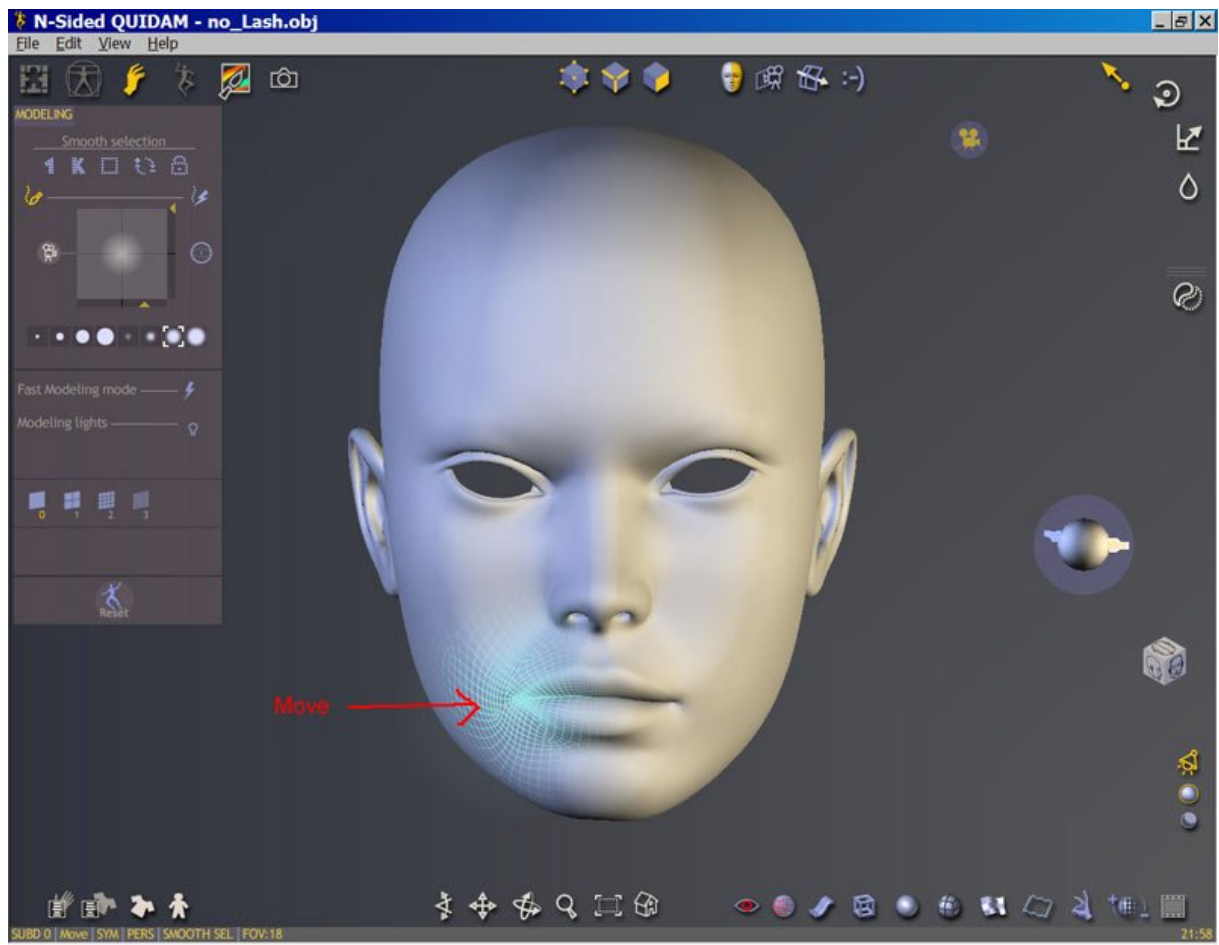 N-Sided QUIDAM - no_Lash.obj
File Edit View Help
:-)
MODELING
Smooth selection
Fast Modeling mode
Modeling lights
0 1 2 3
Reset
Move
SUBD 0 | Move | SYM | PERS | SMOOTH SEL | FOV:18
21:58